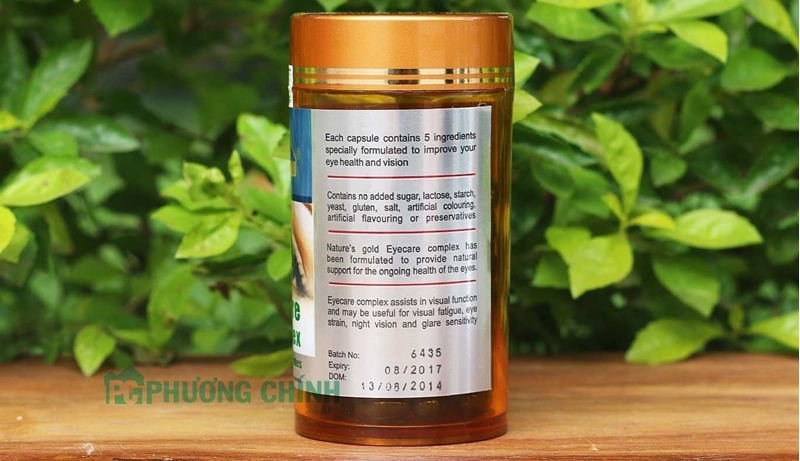 Each capsule contains 5 ingredients
specially formulated to improve your
eye health and vision
Contains no added sugar, lactose, starch,
yeast, gluten, salt, artificial colouring,
artificial flavouring or preservatives
Nature's gold Eyecare complex has
been formulated to provide natural
support for the ongoing health of the eyes.
Eyecare complex assists in visual function
and may be useful for visual fatigue, eye
strain, night vision and glare sensitivity
Batch No: 6435
Expiry: 08/2017
DOM: 13/08/2014
PHƯƠNG CHÍNH